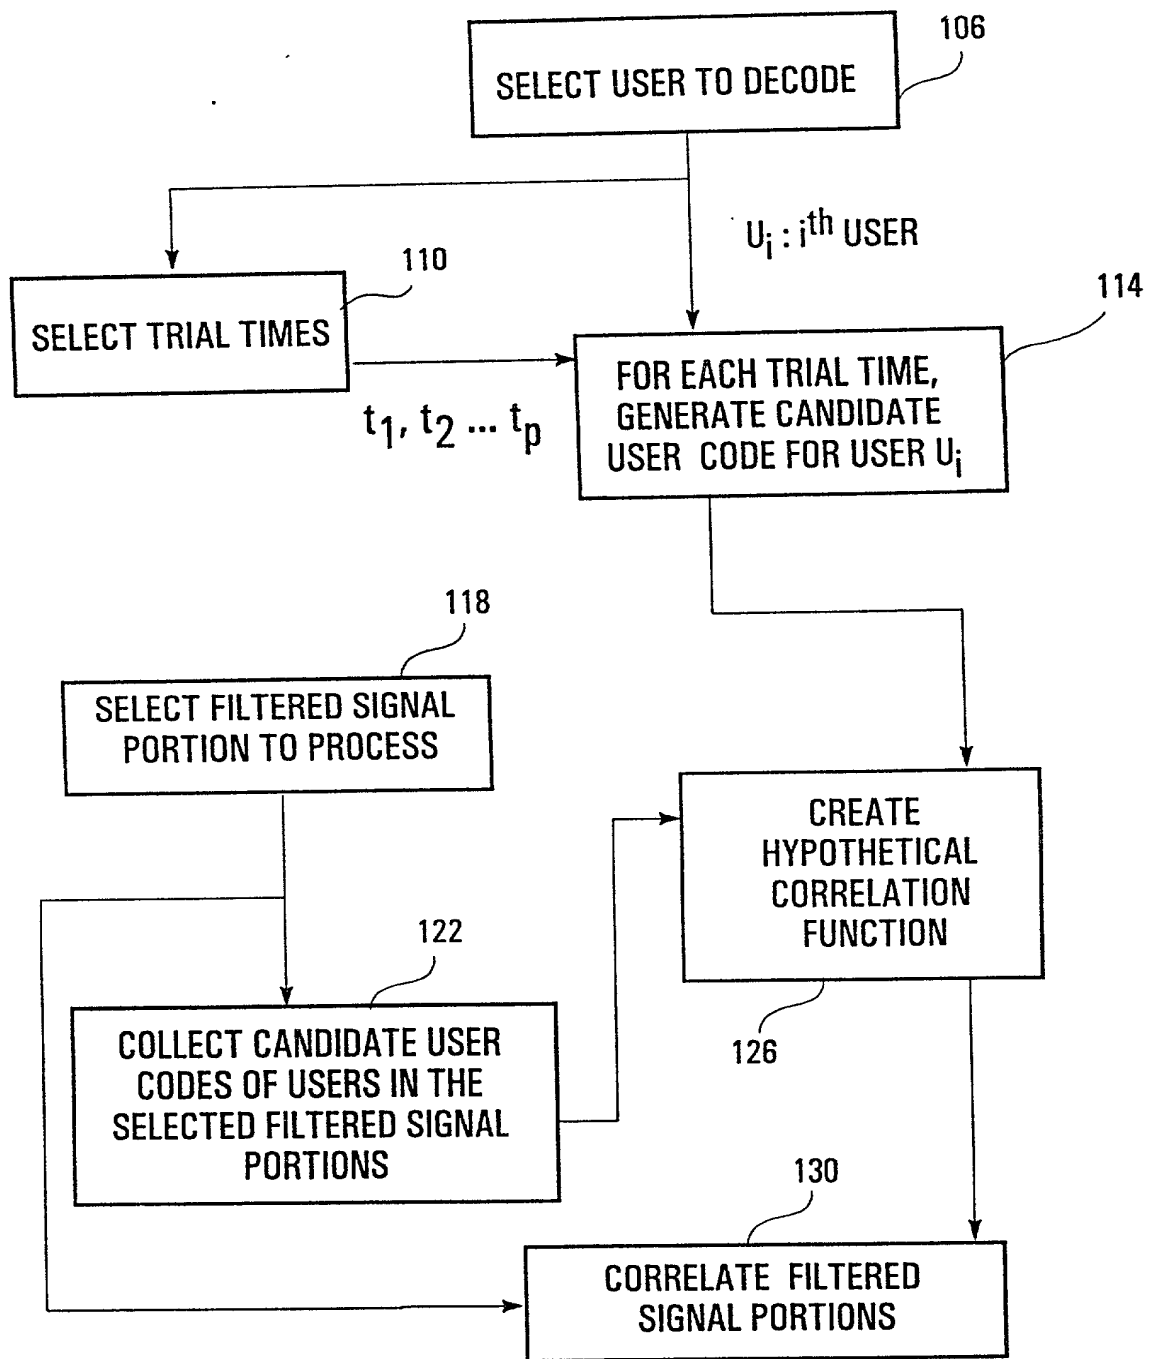 106
SELECT USER TO DECODE
Ui : ith USER
110
SELECT TRIAL TIMES
t1, t2 ... tp
114
FOR EACH TRIAL TIME,
GENERATE CANDIDATE
USER CODE FOR USER Ui
118
SELECT FILTERED SIGNAL
PORTION TO PROCESS
CREATE
HYPOTHETICAL
CORRELATION
FUNCTION
126
122
COLLECT CANDIDATE USER
CODES OF USERS IN THE
SELECTED FILTERED SIGNAL
PORTIONS
130
CORRELATE FILTERED
SIGNAL PORTIONS